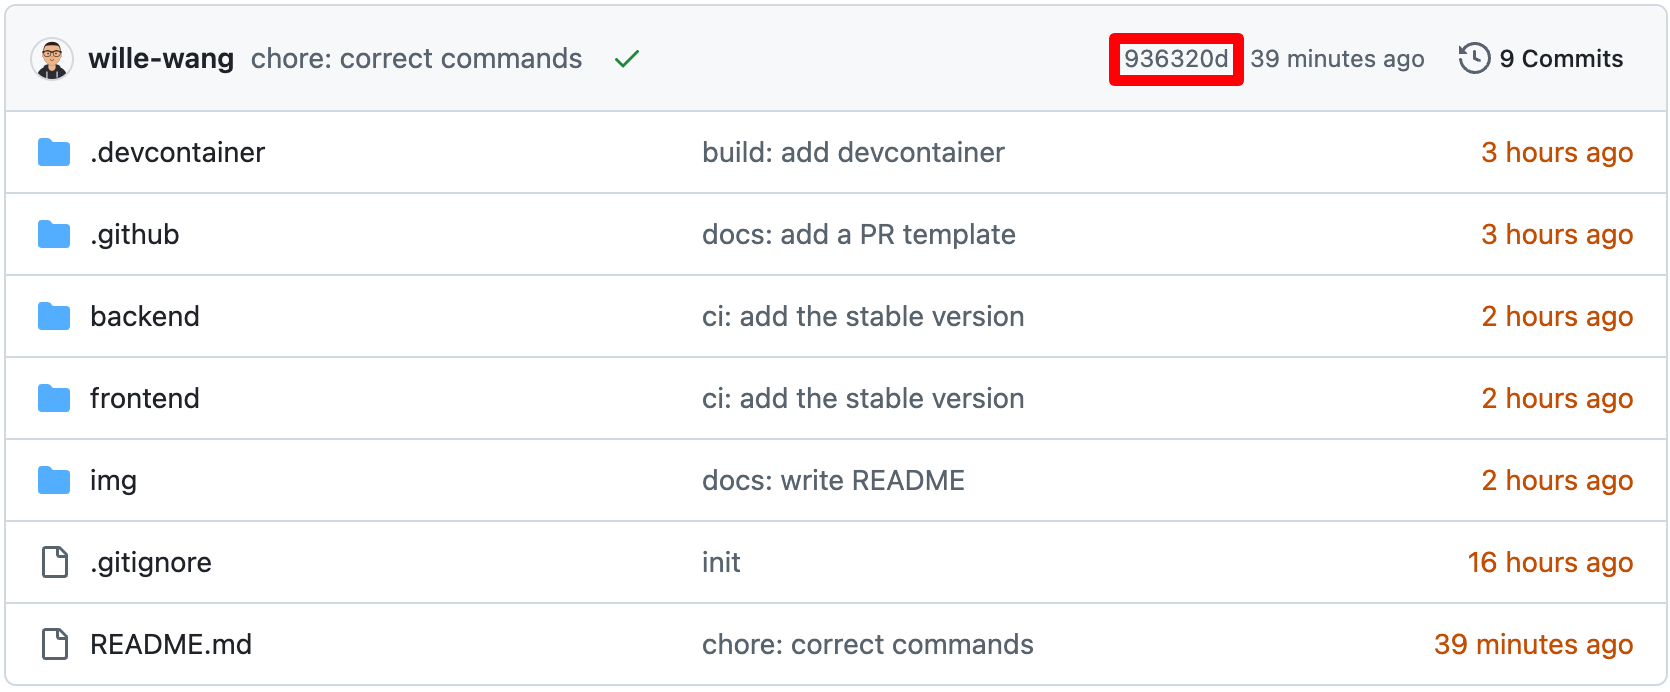 wille-wang chore: correct commands 936320d 39 minutes ago 9 Commits
.devcontainer build: add devcontainer 3 hours ago
.github docs: add a PR template 3 hours ago
backend ci: add the stable version 2 hours ago
frontend ci: add the stable version 2 hours ago
img docs: write README 2 hours ago
.gitignore init 16 hours ago
README.md chore: correct commands 39 minutes ago